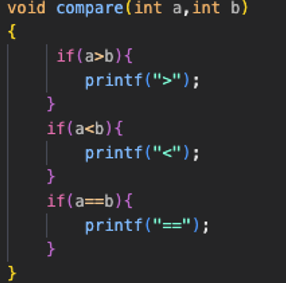 void compare(int a,int b)
{
     if(a>b){
        printf(">");
    }
    if(a<b){
        printf("<");
    }
    if(a==b){
        printf("==");
    }
}